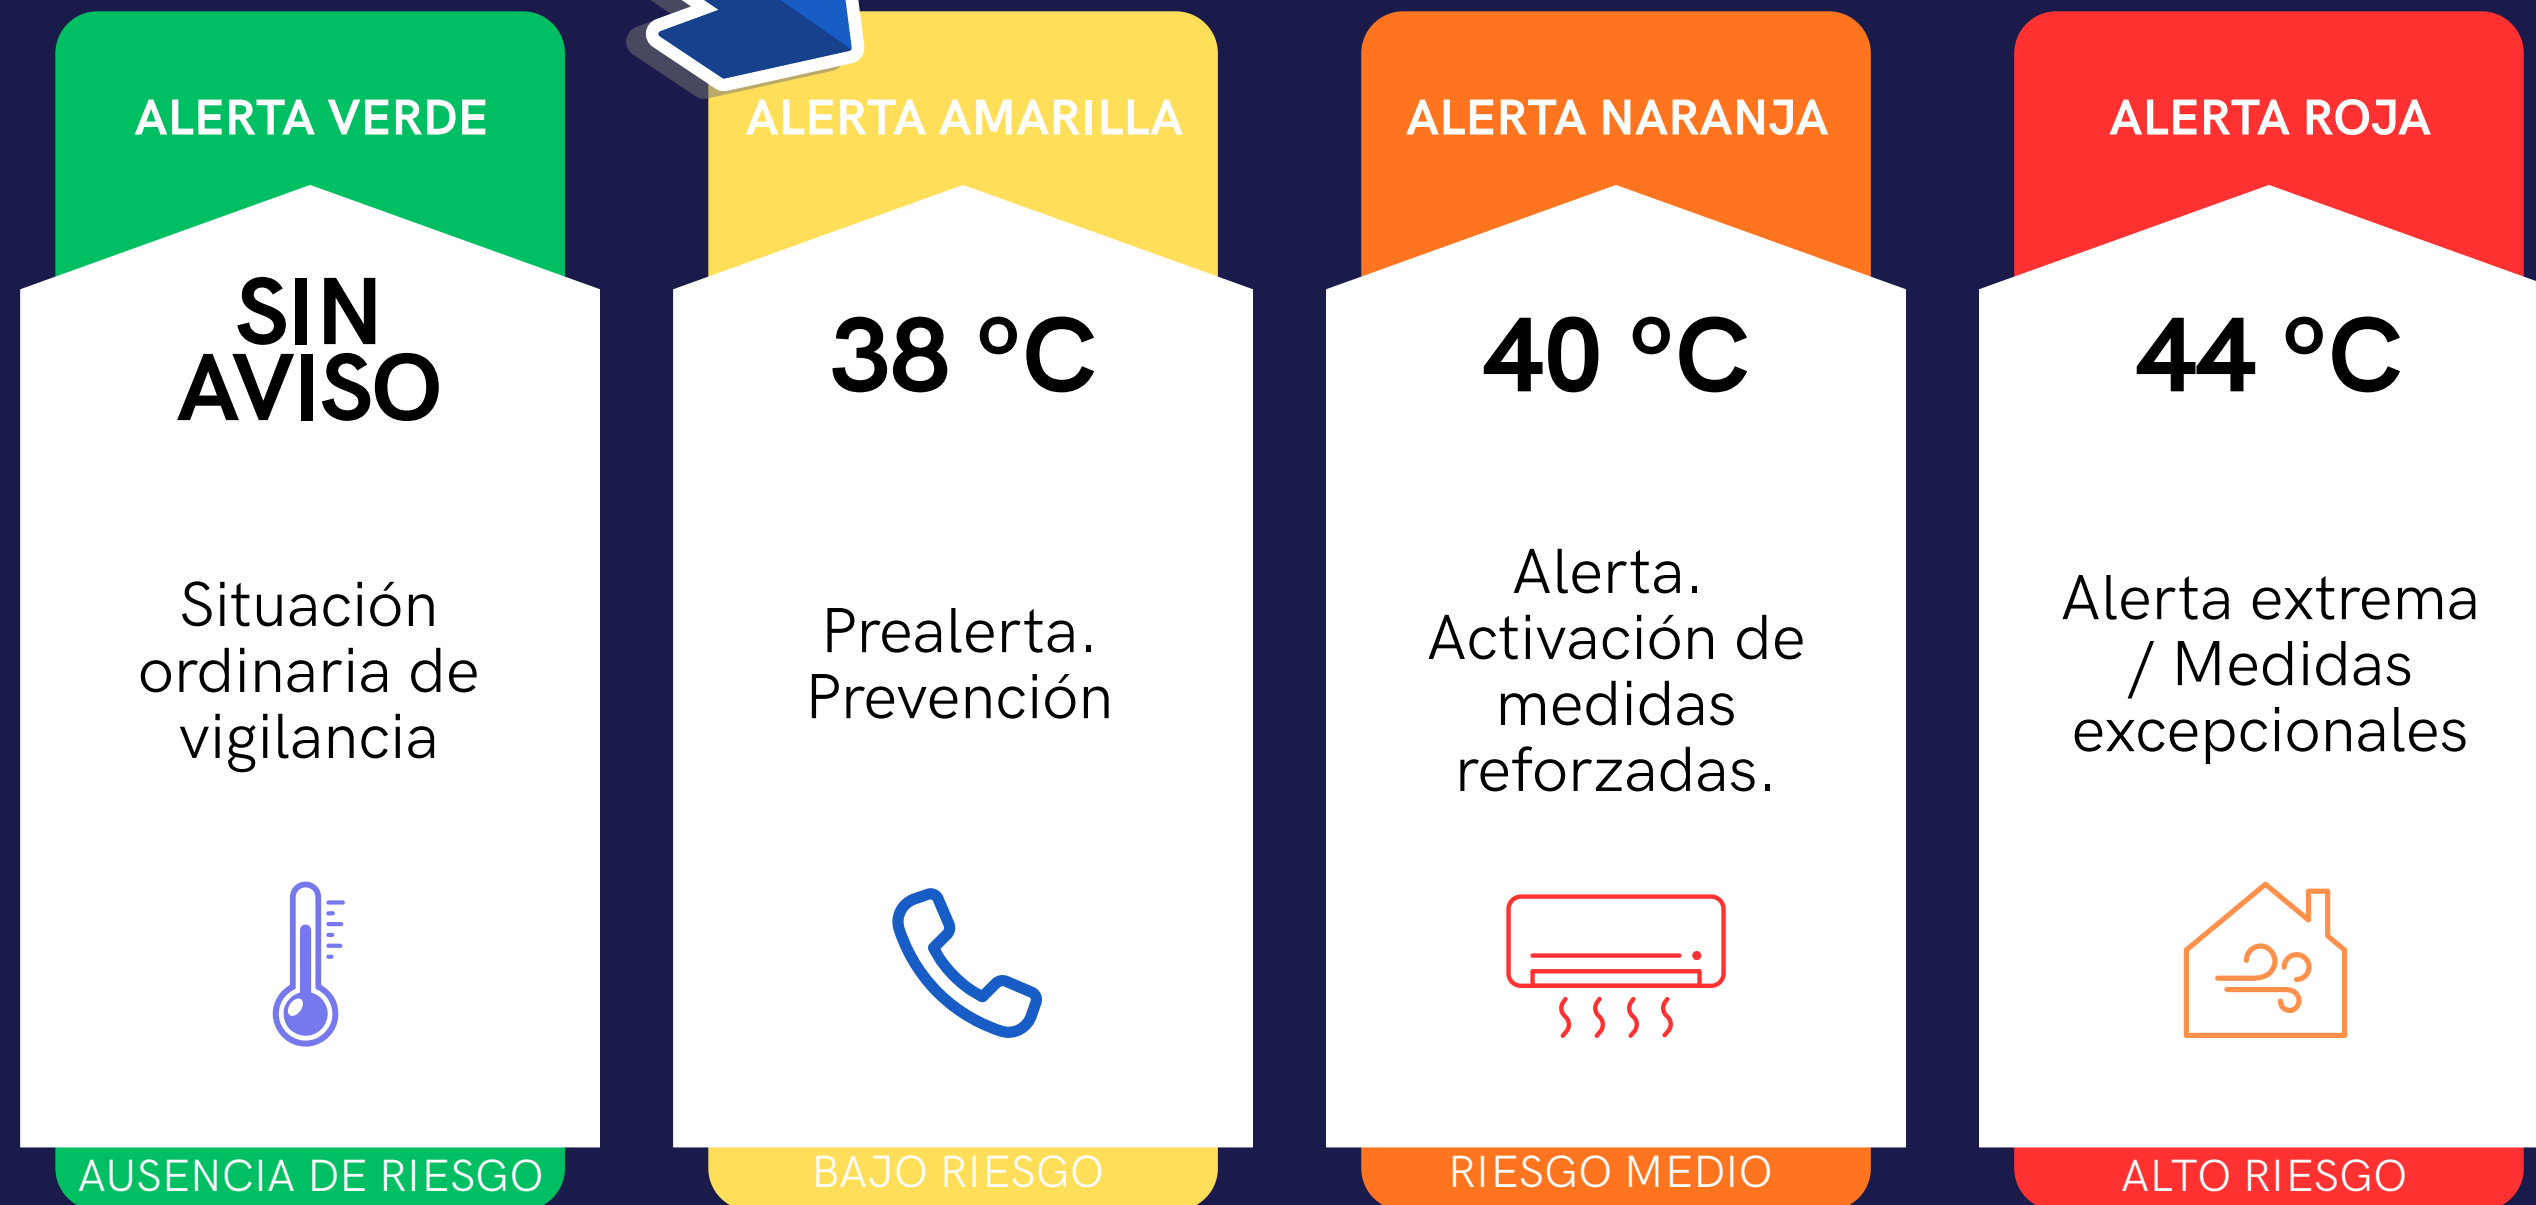 ALERTA VERDE
SIN
AVISO
Situación
ordinaria de
vigilancia
AUSENCIA DE RIESGO
ALERTA AMARILLA
38 °C
Prealerta.
Prevención
BAJO RIESGO
ALERTA NARANJA
40 °C
Alerta.
Activación de
medidas
reforzadas.
RIESGO MEDIO
ALERTA ROJA
44 °C
Alerta extrema
/ Medidas
excepcionales
ALTO RIESGO